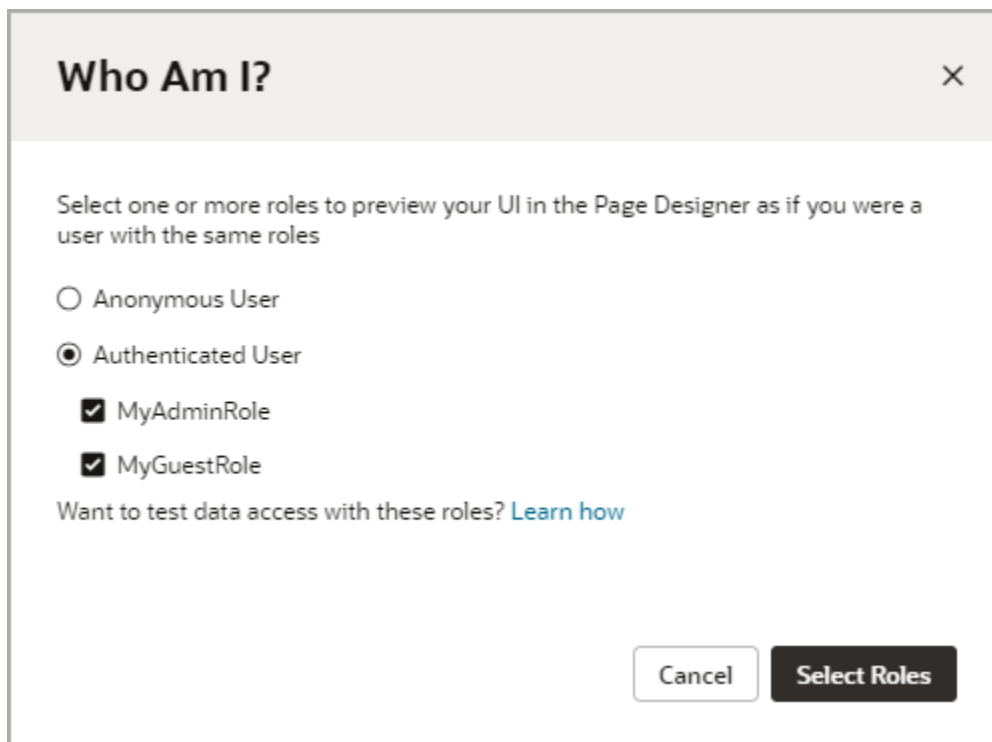 Who Am I?
Select one or more roles to preview your UI in the Page Designer as if you were a
user with the same roles
Anonymous User
Authenticated User
MyAdminRole
MyGuestRole
Want to test data access with these roles? Learn how
Cancel Select Roles